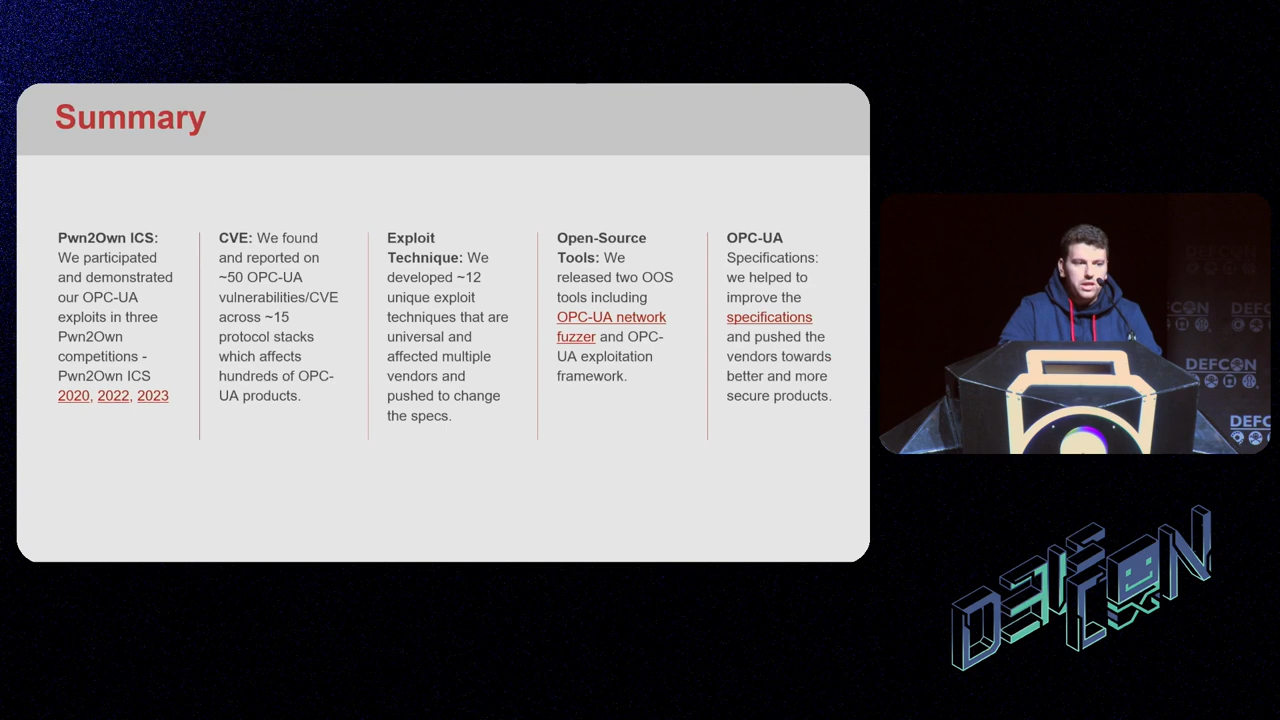 Summary
Pwn2Own ICS:
We participated
and demonstrated
our OPC-UA
exploits in three
Pwn2Own
competitions -
Pwn2Own ICS
2020, 2022, 2023
CVE: We found
and reported on
~50 OPC-UA
vulnerabilities/CVE
across ~15
protocol stacks
which affects
hundreds of OPC-
UA products.
Exploit
Technique: We
developed ~12
unique exploit
techniques that are
universal and
affected multiple
vendors and
pushed to change
the specs.
Open-Source
Tools: We
released two OOS
tools including
OPC-UA network
fuzzer and OPC-
UA exploitation
framework.
OPC-UA
Specifications:
we helped to
improve the
specifications
and pushed the
vendors towards
better and more
secure products.
DEFCON
DEFCON
DEFC
DEFCON